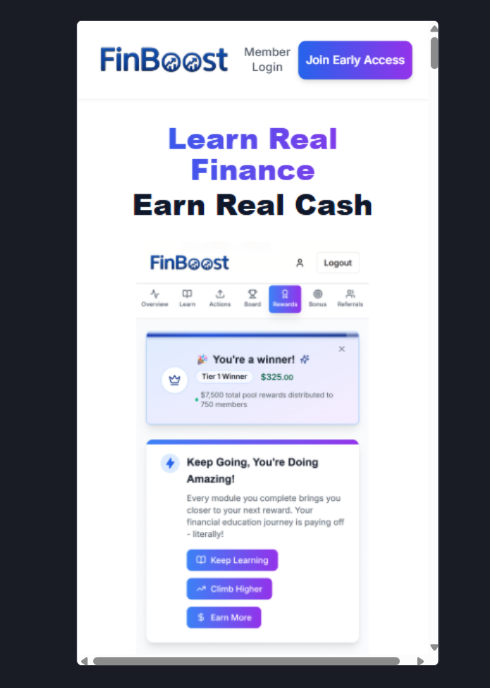 FinBoost
Member
Login
Join Early Access
Learn Real
Finance
Earn Real Cash
FinBoost
Logout
Overview
Learn
Actions
Board
Rewards
Bonus
Referrals
🎉 You're a winner! 🎊
Tier 1 Winner $325.00
$7,500 total pool rewards distributed to
750 members
Keep Going, You're Doing
Amazing!
Every module you complete brings you
closer to your next reward. Your
financial education journey is paying off
- literally!
Keep Learning
Climb Higher
Earn More